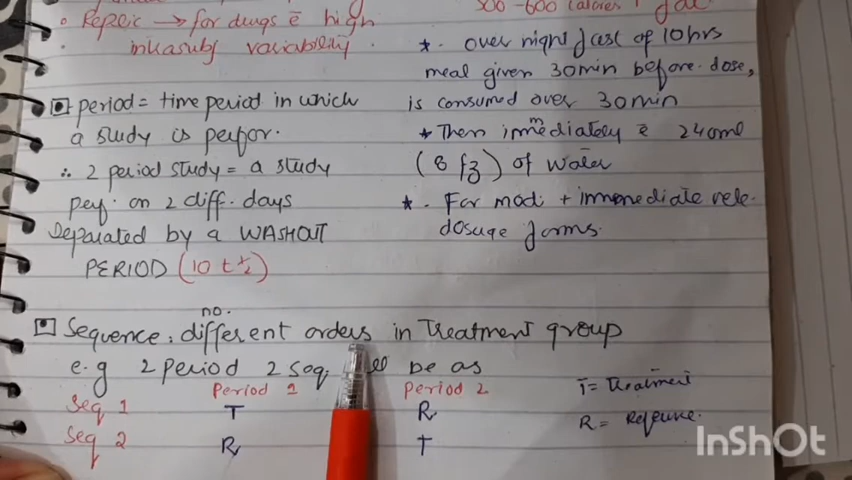 • Replic → for drugs c̄ high
intrasubj variability.
▣ period = time period in which
a study is perfor.
∴ 2 period study = a study
perf. on 2 diff. days
separated by a WASHOUT
PERIOD (10 t½)
500-600 calories
* over night fast of 10 hrs
meal given 30min before dose,
is consumed over 30min
* Then immediately c̄ 240ml
(8 f℥) of water
* . For modi + immediate rele.
dosage forms.
▣ Sequence: no. different orders in Treatment group
e.g 2 period 2 seq. be as
Period 1 Period 2
Seq 1 T R
Seq 2 R T
T = Treatment
R = Reference.
InShOt